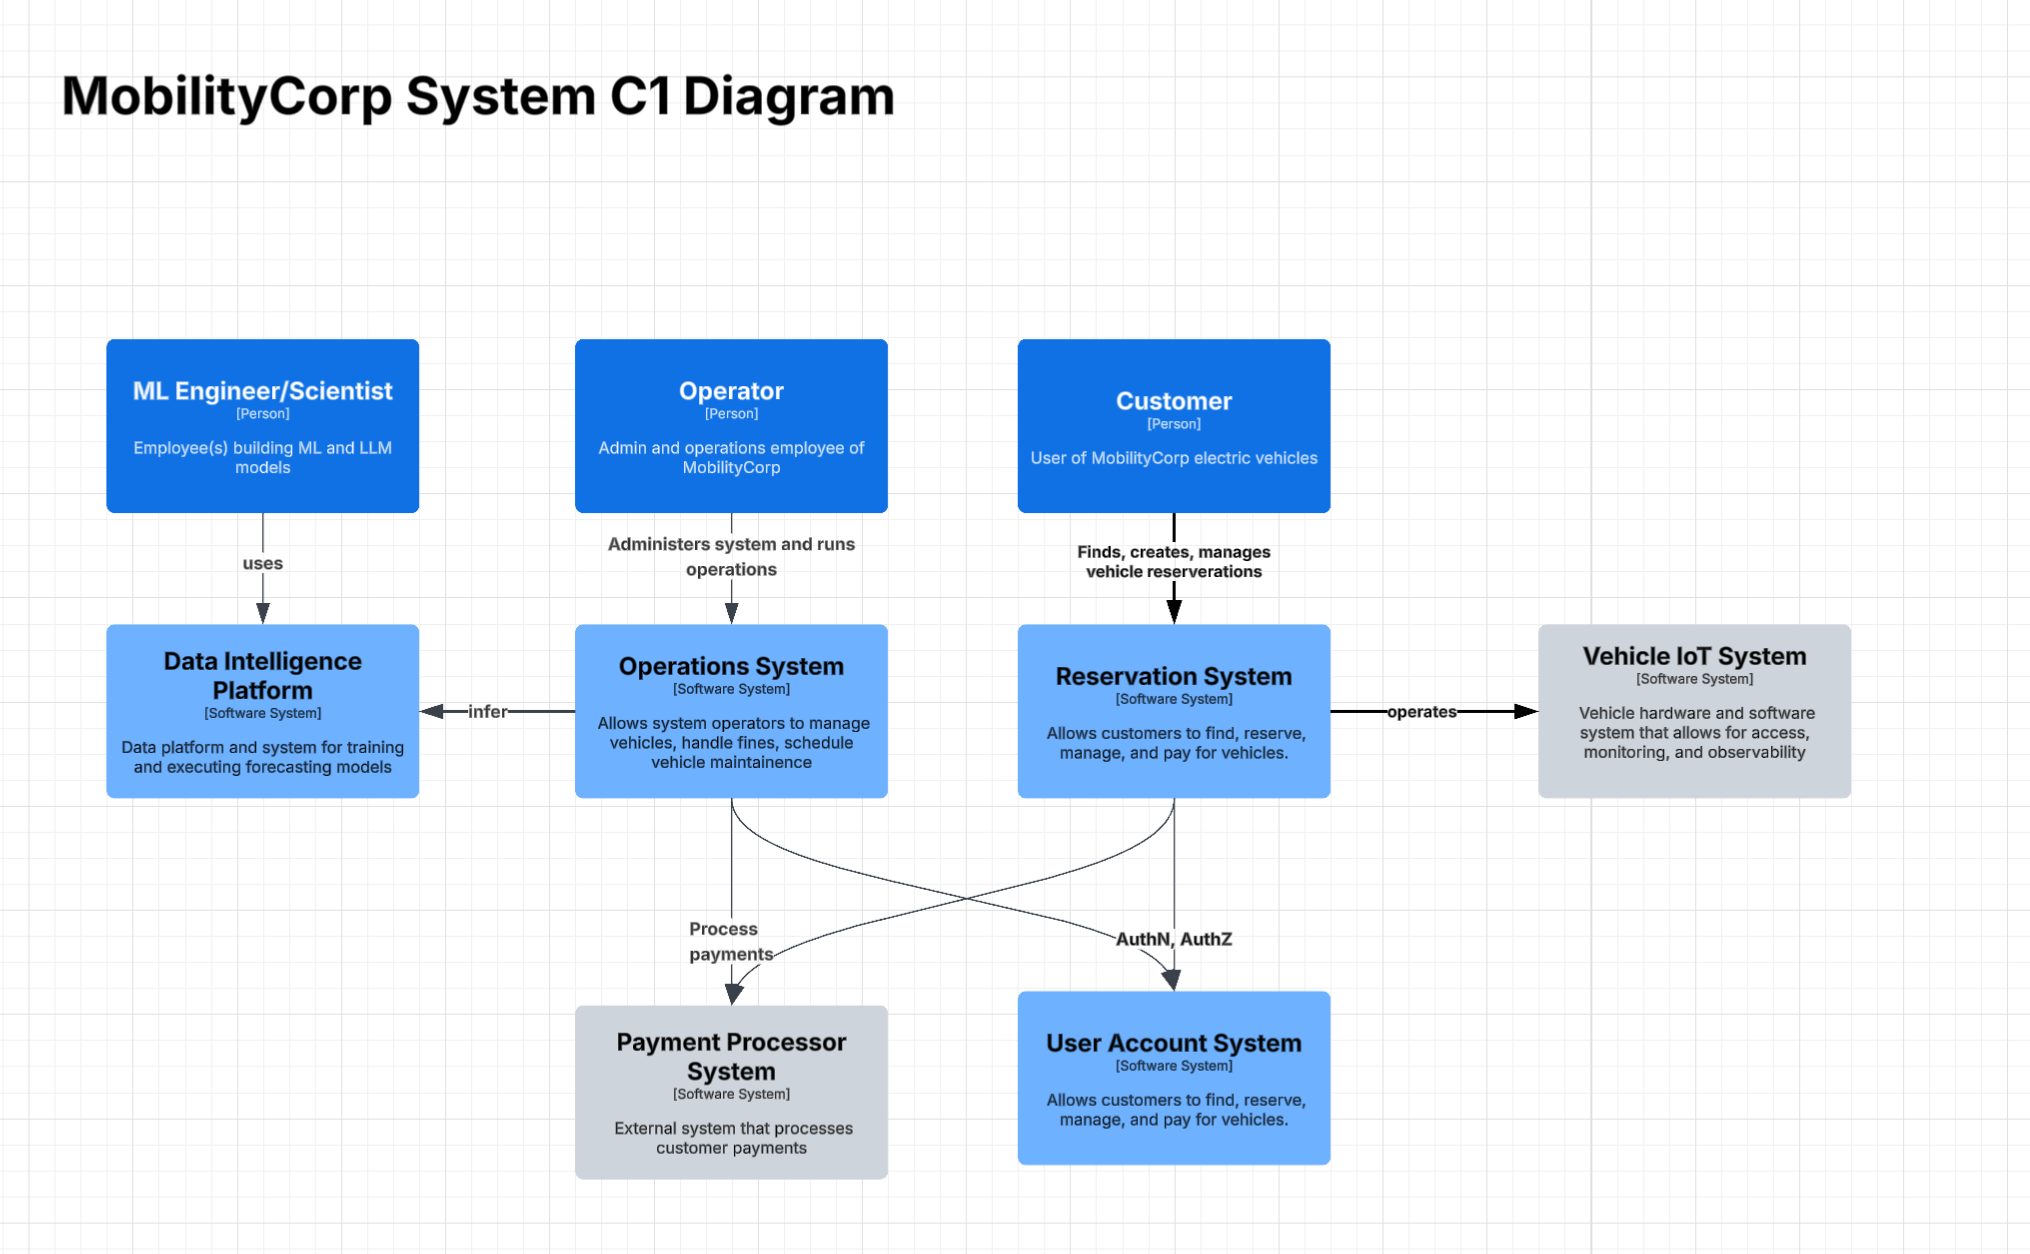 MobilityCorp System C1 Diagram
ML Engineer/Scientist
[Person]
Employee(s) building ML and LLM
models
Operator
[Person]
Admin and operations employee of
MobilityCorp
Customer
[Person]
User of MobilityCorp electric vehicles
uses
Administers system and runs
operations
Finds, creates, manages
vehicle reserverations
Data Intelligence
Platform
[Software System]
Data platform and system for training
and executing forecasting models
infer
Operations System
[Software System]
Allows system operators to manage
vehicles, handle fines, schedule
vehicle maintainence
Reservation System
[Software System]
Allows customers to find, reserve,
manage, and pay for vehicles.
operates
Vehicle IoT System
[Software System]
Vehicle hardware and software
system that allows for access,
monitoring, and observability
Process
payments
AuthN, AuthZ
Payment Processor
System
[Software System]
External system that processes
customer payments
User Account System
[Software System]
Allows customers to find, reserve,
manage, and pay for vehicles.